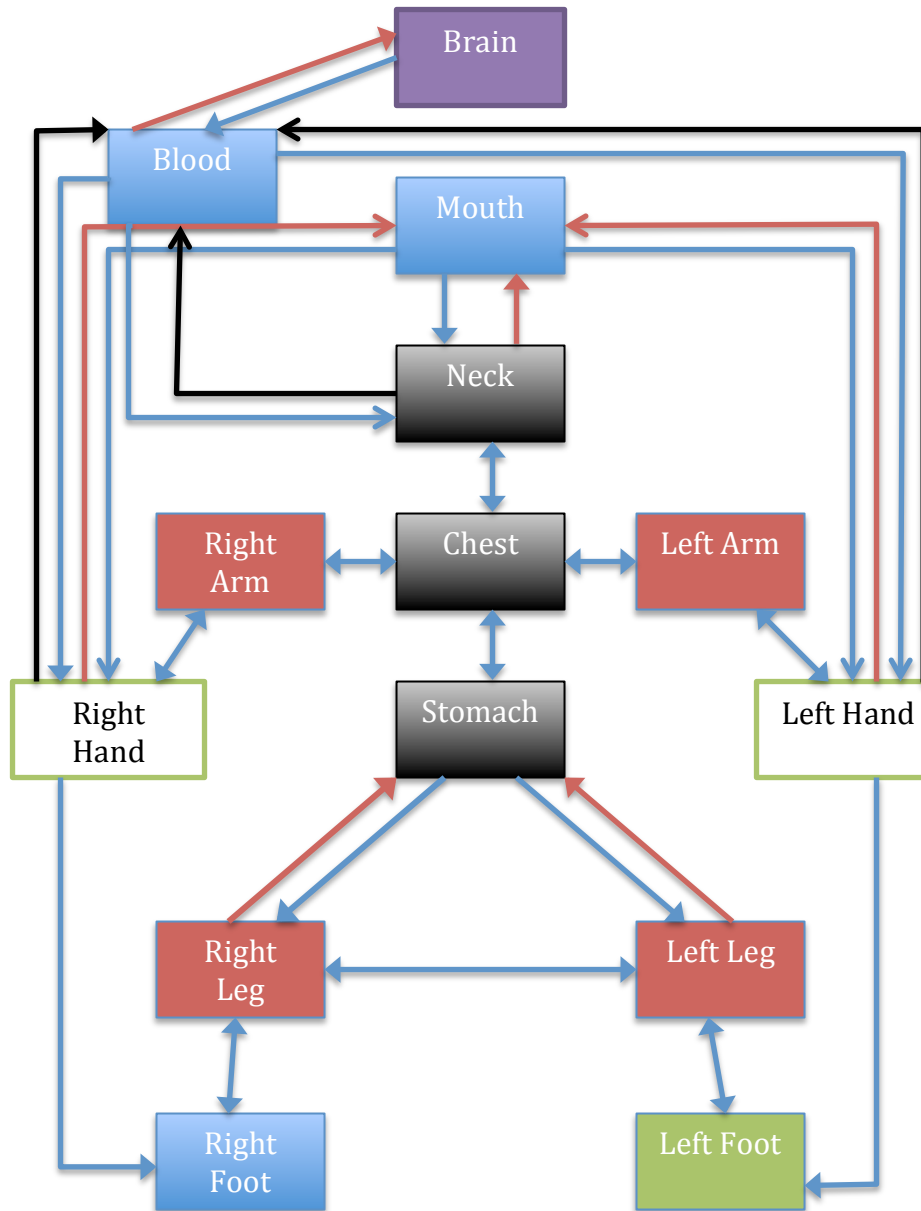 Brain
Blood
Mouth
Neck
Right
Arm
Chest
Left Arm
Right
Hand
Stomach
Left Hand
Right
Leg
Left Leg
Right
Foot
Left Foot